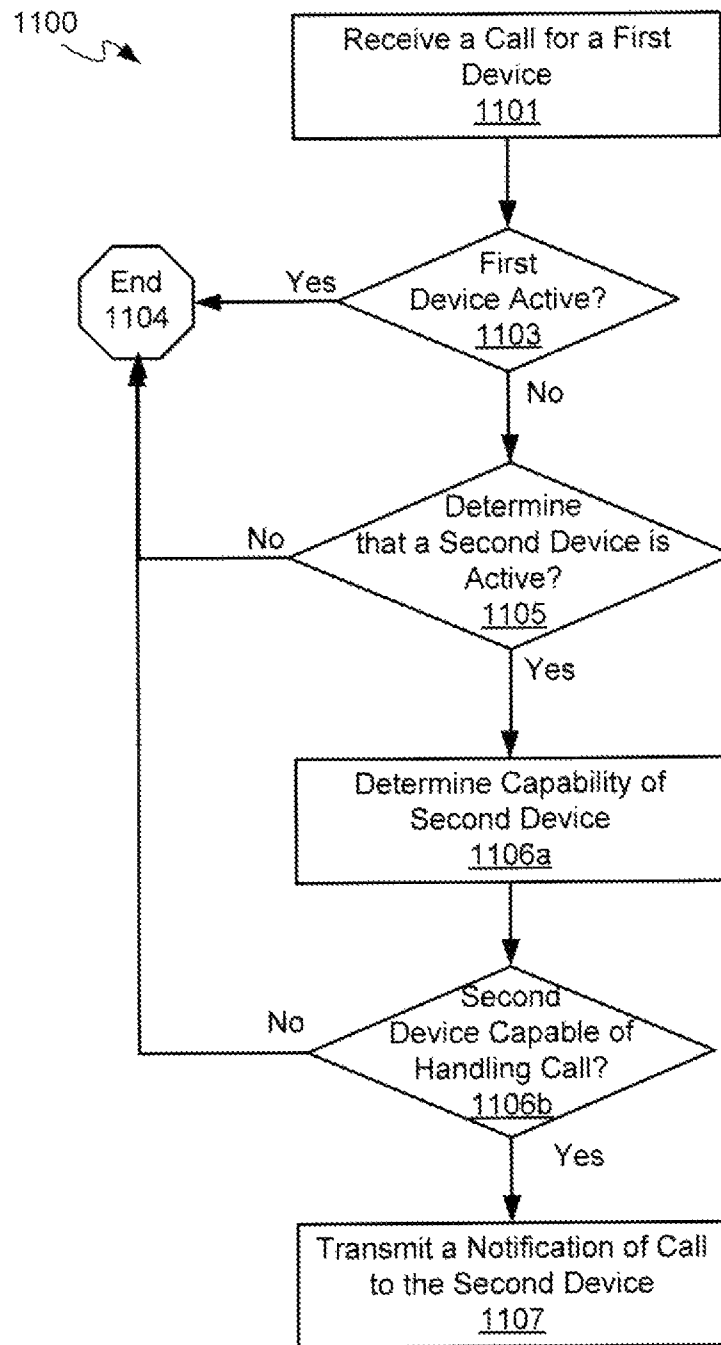 1100
Receive a Call for a First
Device
1101
First
Device Active?
1103
Yes
End
1104
No
Determine
that a Second Device is
Active?
1105
No
Yes
Determine Capability of
Second Device
1106a
Second
Device Capable of
Handling Call?
1106b
No
Yes
Transmit a Notification of Call
to the Second Device
1107